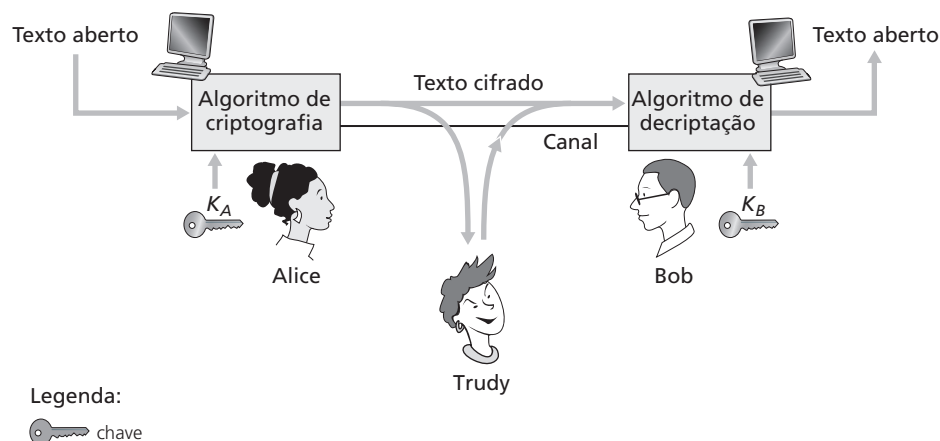 Texto aberto
Texto aberto
Algoritmo de
criptografia
Texto cifrado
Canal
Algoritmo de
decriptação
K_A
K_B
Alice
Bob
Trudy
Legenda:
chave